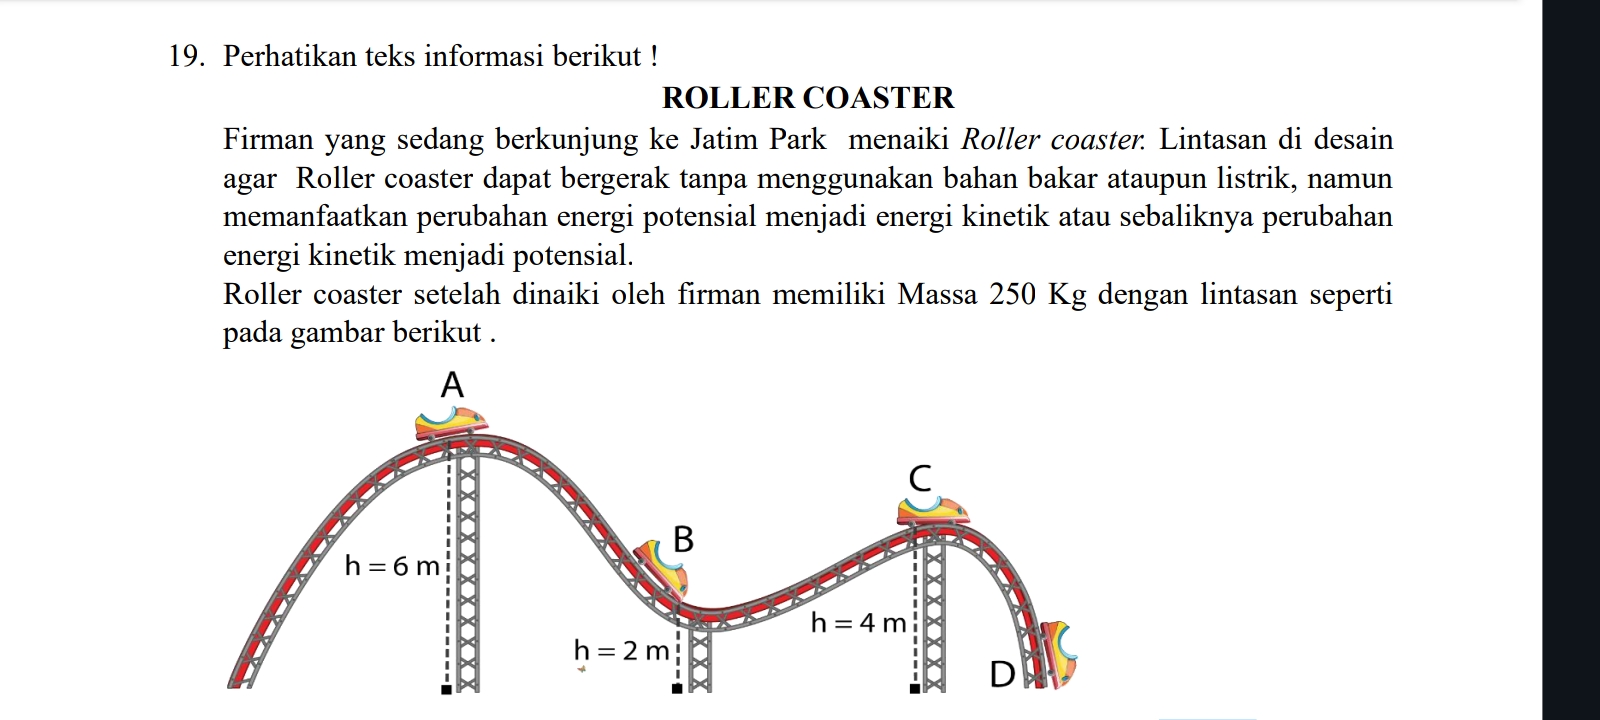 19. Perhatikan teks informasi berikut !
ROLLER COASTER
Firman yang sedang berkunjung ke Jatim Park menaiki Roller coaster. Lintasan di desain
agar Roller coaster dapat bergerak tanpa menggunakan bahan bakar ataupun listrik, namun
memanfaatkan perubahan energi potensial menjadi energi kinetik atau sebaliknya perubahan
energi kinetik menjadi potensial.
Roller coaster setelah dinaiki oleh firman memiliki Massa 250 Kg dengan lintasan seperti
pada gambar berikut .
A
C
B
h = 6 m
h = 4 m
h = 2 m
D